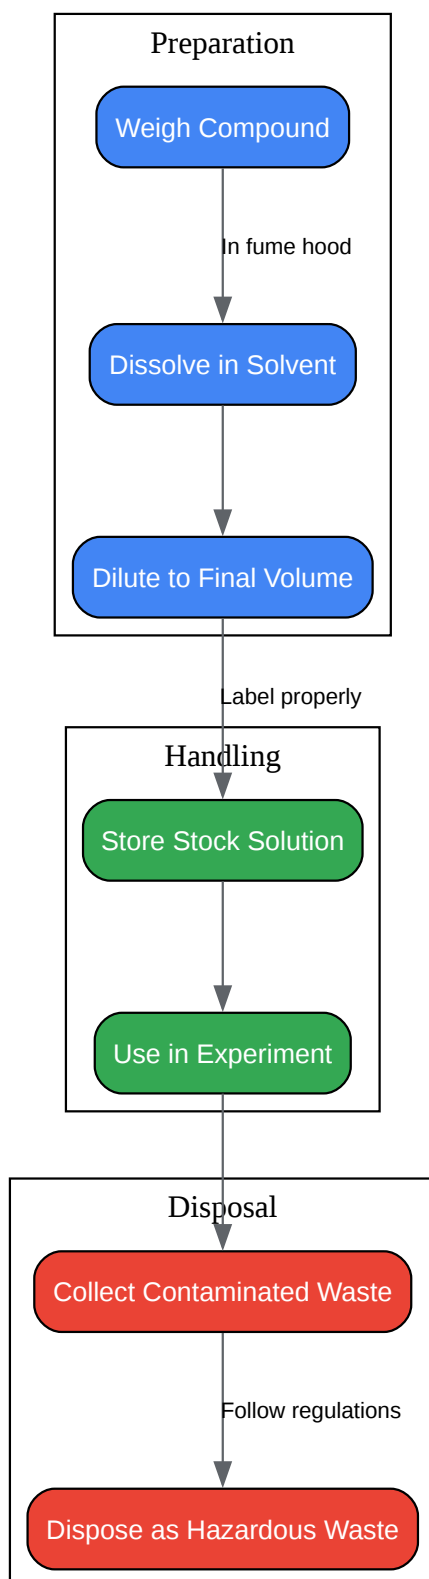 Preparation
Weigh Compound
In fume hood
Dissolve in Solvent
Dilute to Final Volume
Label properly
Handling
Store Stock Solution
Use in Experiment
Disposal
Collect Contaminated Waste
Follow regulations
Dispose as Hazardous Waste